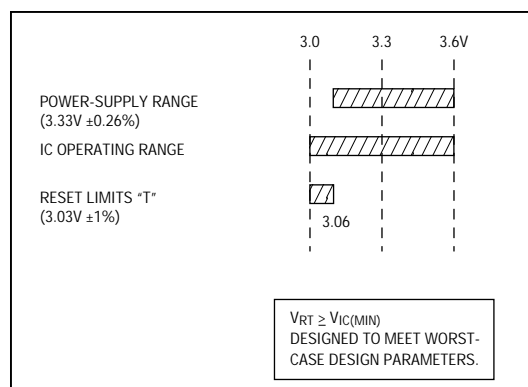 3.0 3.3 3.6V
POWER-SUPPLY RANGE
(3.33V ±0.26%)
IC OPERATING RANGE
RESET LIMITS “T”
(3.03V ±1%)
3.06
VRT ≥ VIC(MIN)
DESIGNED TO MEET WORST-
CASE DESIGN PARAMETERS.